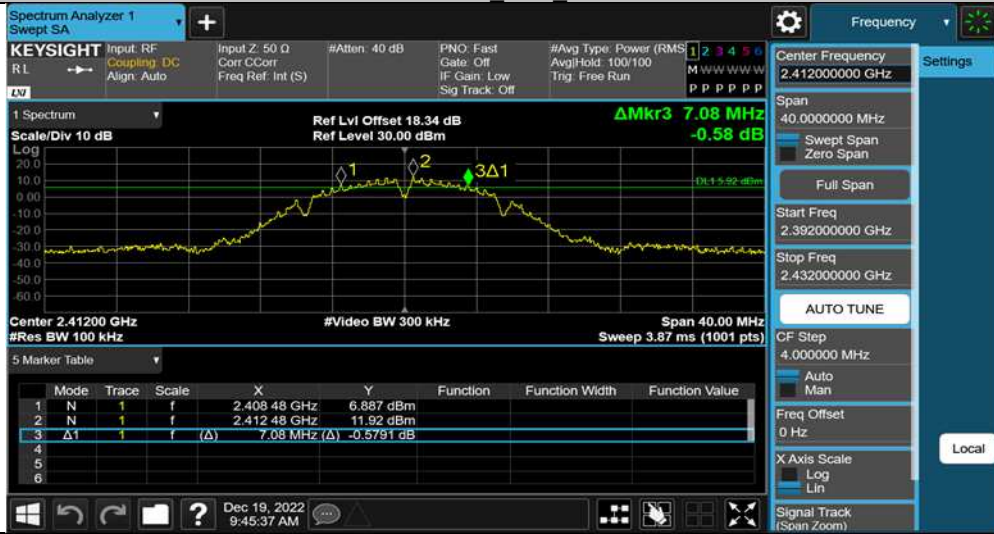 Spectrum Analyzer 1
Swept SA
+
Frequency
KEYSIGHT
RL
LXI
Input: RF
Coupling: DC
Align: Auto
Input Z: 50 Ω
Corr CCorr
Freq Ref: Int (S)
#Atten: 40 dB
PNO: Fast
Gate: Off
IF Gain: Low
Sig Track: Off
#Avg Type: Power (RMS
Avg|Hold: 100/100
Trig: Free Run
1 2 3 4 5 6
M W W W W W
P P P P P P
1 Spectrum
Scale/Div 10 dB
Ref Lvl Offset 18.34 dB
Ref Level 30.00 dBm
ΔMkr3 7.08 MHz
-0.58 dB
Log
20.0
10.0
0.00
-10.0
-20.0
-30.0
-40.0
-50.0
-60.0
1
2
3Δ1
DL1 5.92 dBm
Center 2.41200 GHz
#Res BW 100 kHz
#Video BW 300 kHz
Span 40.00 MHz
Sweep 3.87 ms (1001 pts)
5 Marker Table
Mode Trace Scale X Y Function Function Width Function Value
1 N 1 f 2.408 48 GHz 6.887 dBm
2 N 1 f 2.412 48 GHz 11.92 dBm
3 Δ1 1 f (Δ) 7.08 MHz (Δ) -0.5791 dB
4
5
6
?
Dec 19, 2022
9:45:37 AM
Center Frequency
2.412000000 GHz
Span
40.0000000 MHz
Swept Span
Zero Span
Full Span
Start Freq
2.392000000 GHz
Stop Freq
2.432000000 GHz
AUTO TUNE
CF Step
4.000000 MHz
Auto
Man
Freq Offset
0 Hz
X Axis Scale
Log
Lin
Signal Track
(Span Zoom)
Settings
Local